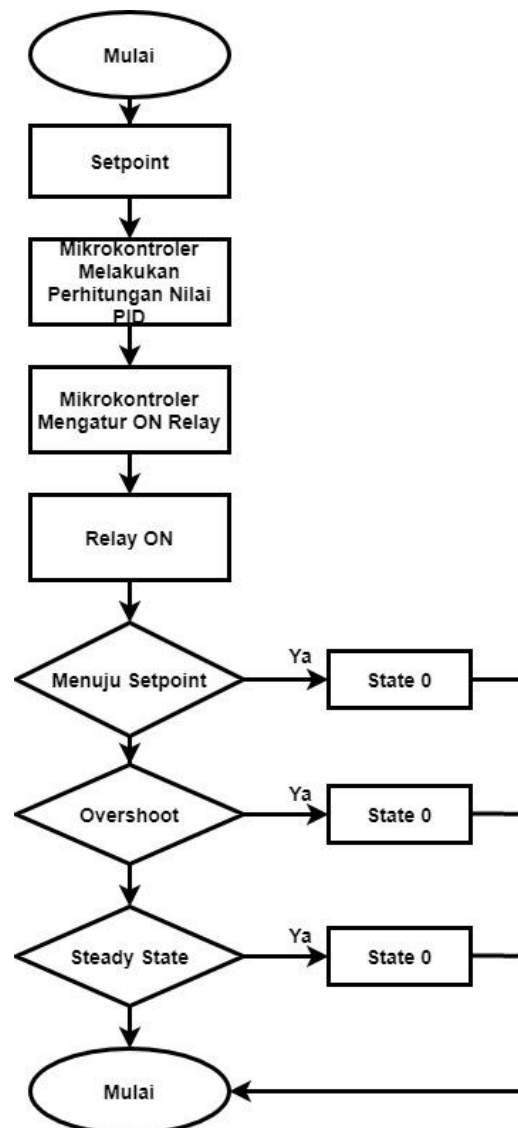 Mulai
Setpoint
Mikrokontroler
Melakukan
Perhitungan Nilai
PID
Mikrokontroler
Mengatur ON Relay
Relay ON
Menuju Setpoint
Ya
State 0
Overshoot
Ya
State 0
Steady State
Ya
State 0
Mulai